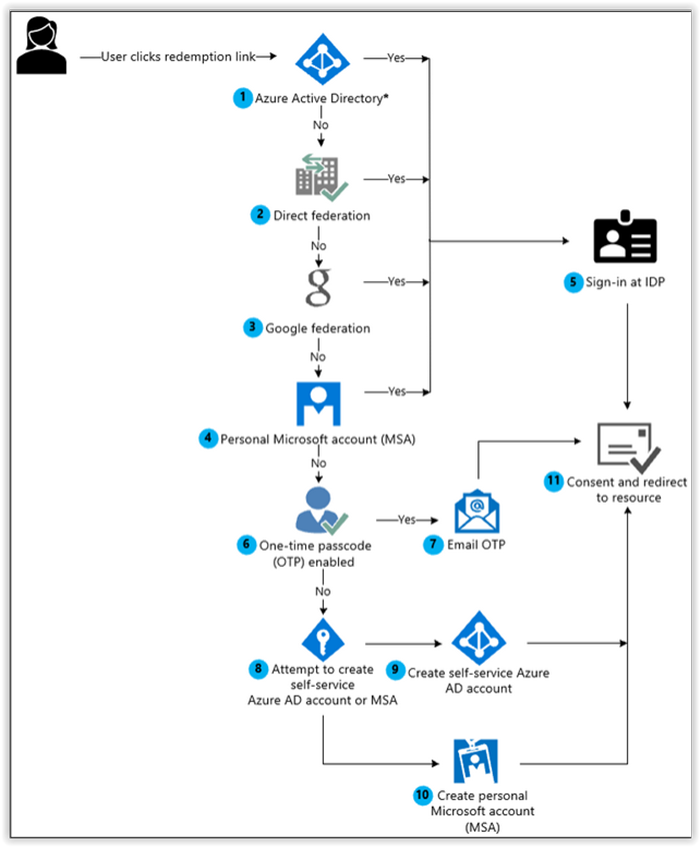 User clicks redemption link
Yes
1 Azure Active Directory*
No
Yes
2 Direct federation
No
Yes
5 Sign-in at IDP
3 Google federation
No
Yes
4 Personal Microsoft account (MSA)
No
11 Consent and redirect
to resource
Yes
6 One-time passcode
(OTP) enabled
7 Email OTP
No
8 Attempt to create
self-service
Azure AD account or MSA
9 Create self-service Azure
AD account
10 Create personal
Microsoft account
(MSA)